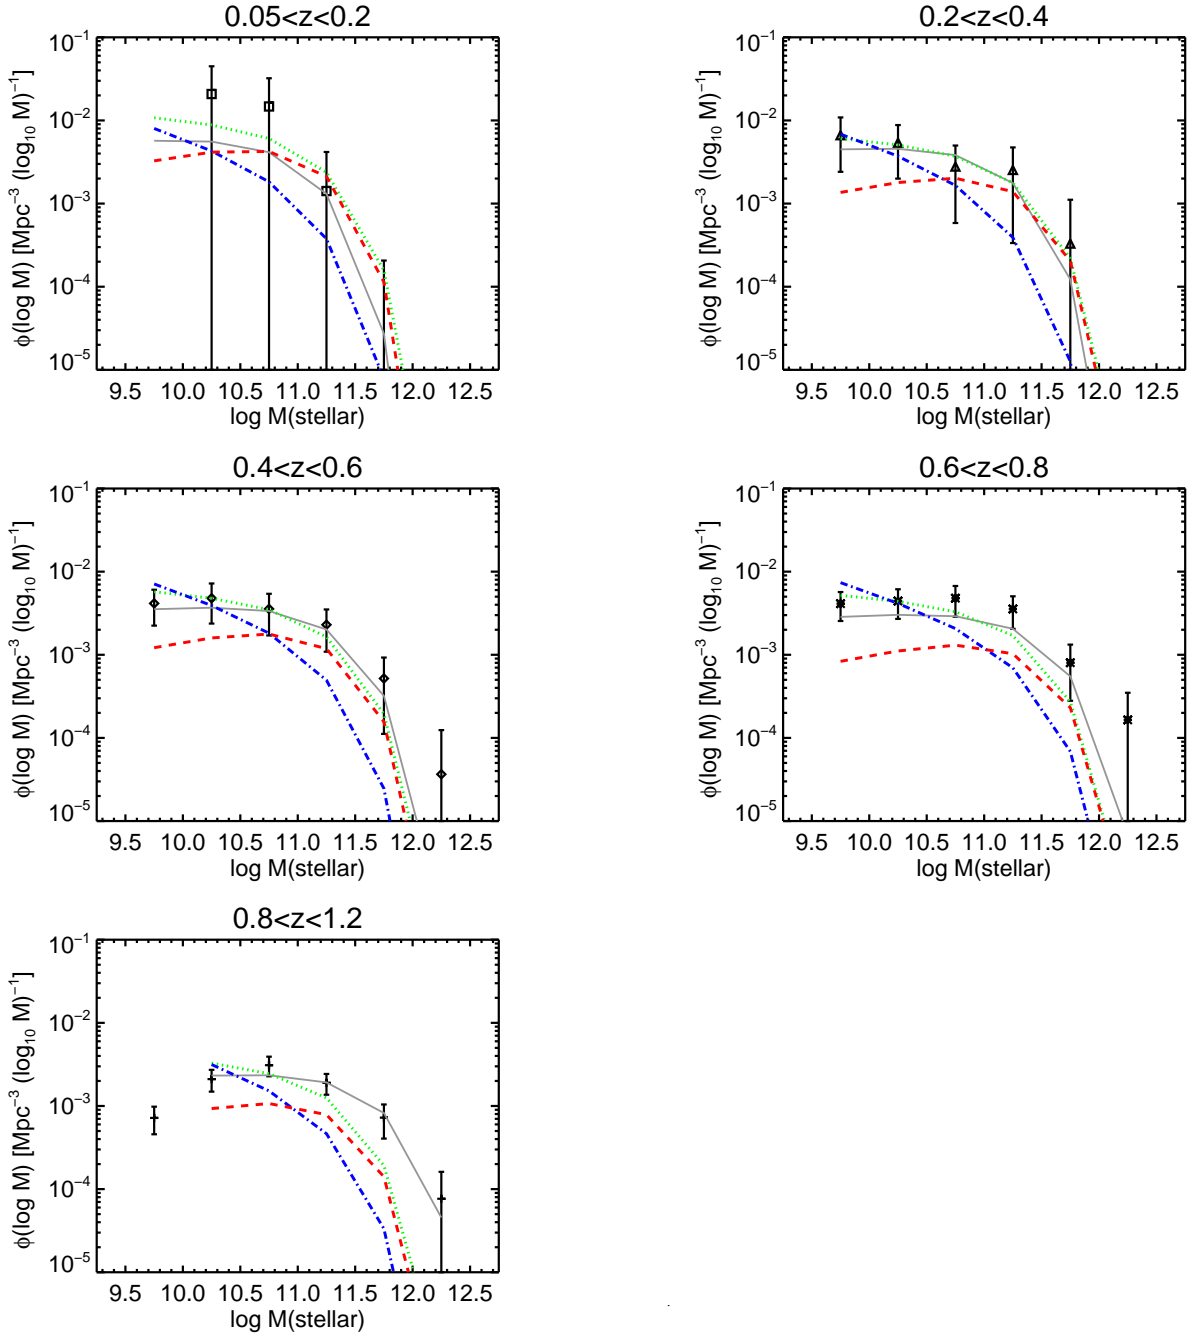 0.05<z<0.2
φ(log M) [Mpc⁻³ (log₁₀ M)⁻¹]
10⁻¹
10⁻²
10⁻³
10⁻⁴
10⁻⁵
9.5 10.0 10.5 11.0 11.5 12.0 12.5
log M(stellar)
0.2<z<0.4
φ(log M) [Mpc⁻³ (log₁₀ M)⁻¹]
10⁻¹
10⁻²
10⁻³
10⁻⁴
10⁻⁵
9.5 10.0 10.5 11.0 11.5 12.0 12.5
log M(stellar)
0.4<z<0.6
φ(log M) [Mpc⁻³ (log₁₀ M)⁻¹]
10⁻¹
10⁻²
10⁻³
10⁻⁴
10⁻⁵
9.5 10.0 10.5 11.0 11.5 12.0 12.5
log M(stellar)
0.6<z<0.8
φ(log M) [Mpc⁻³ (log₁₀ M)⁻¹]
10⁻¹
10⁻²
10⁻³
10⁻⁴
10⁻⁵
9.5 10.0 10.5 11.0 11.5 12.0 12.5
log M(stellar)
0.8<z<1.2
φ(log M) [Mpc⁻³ (log₁₀ M)⁻¹]
10⁻¹
10⁻²
10⁻³
10⁻⁴
10⁻⁵
9.5 10.0 10.5 11.0 11.5 12.0 12.5
log M(stellar)